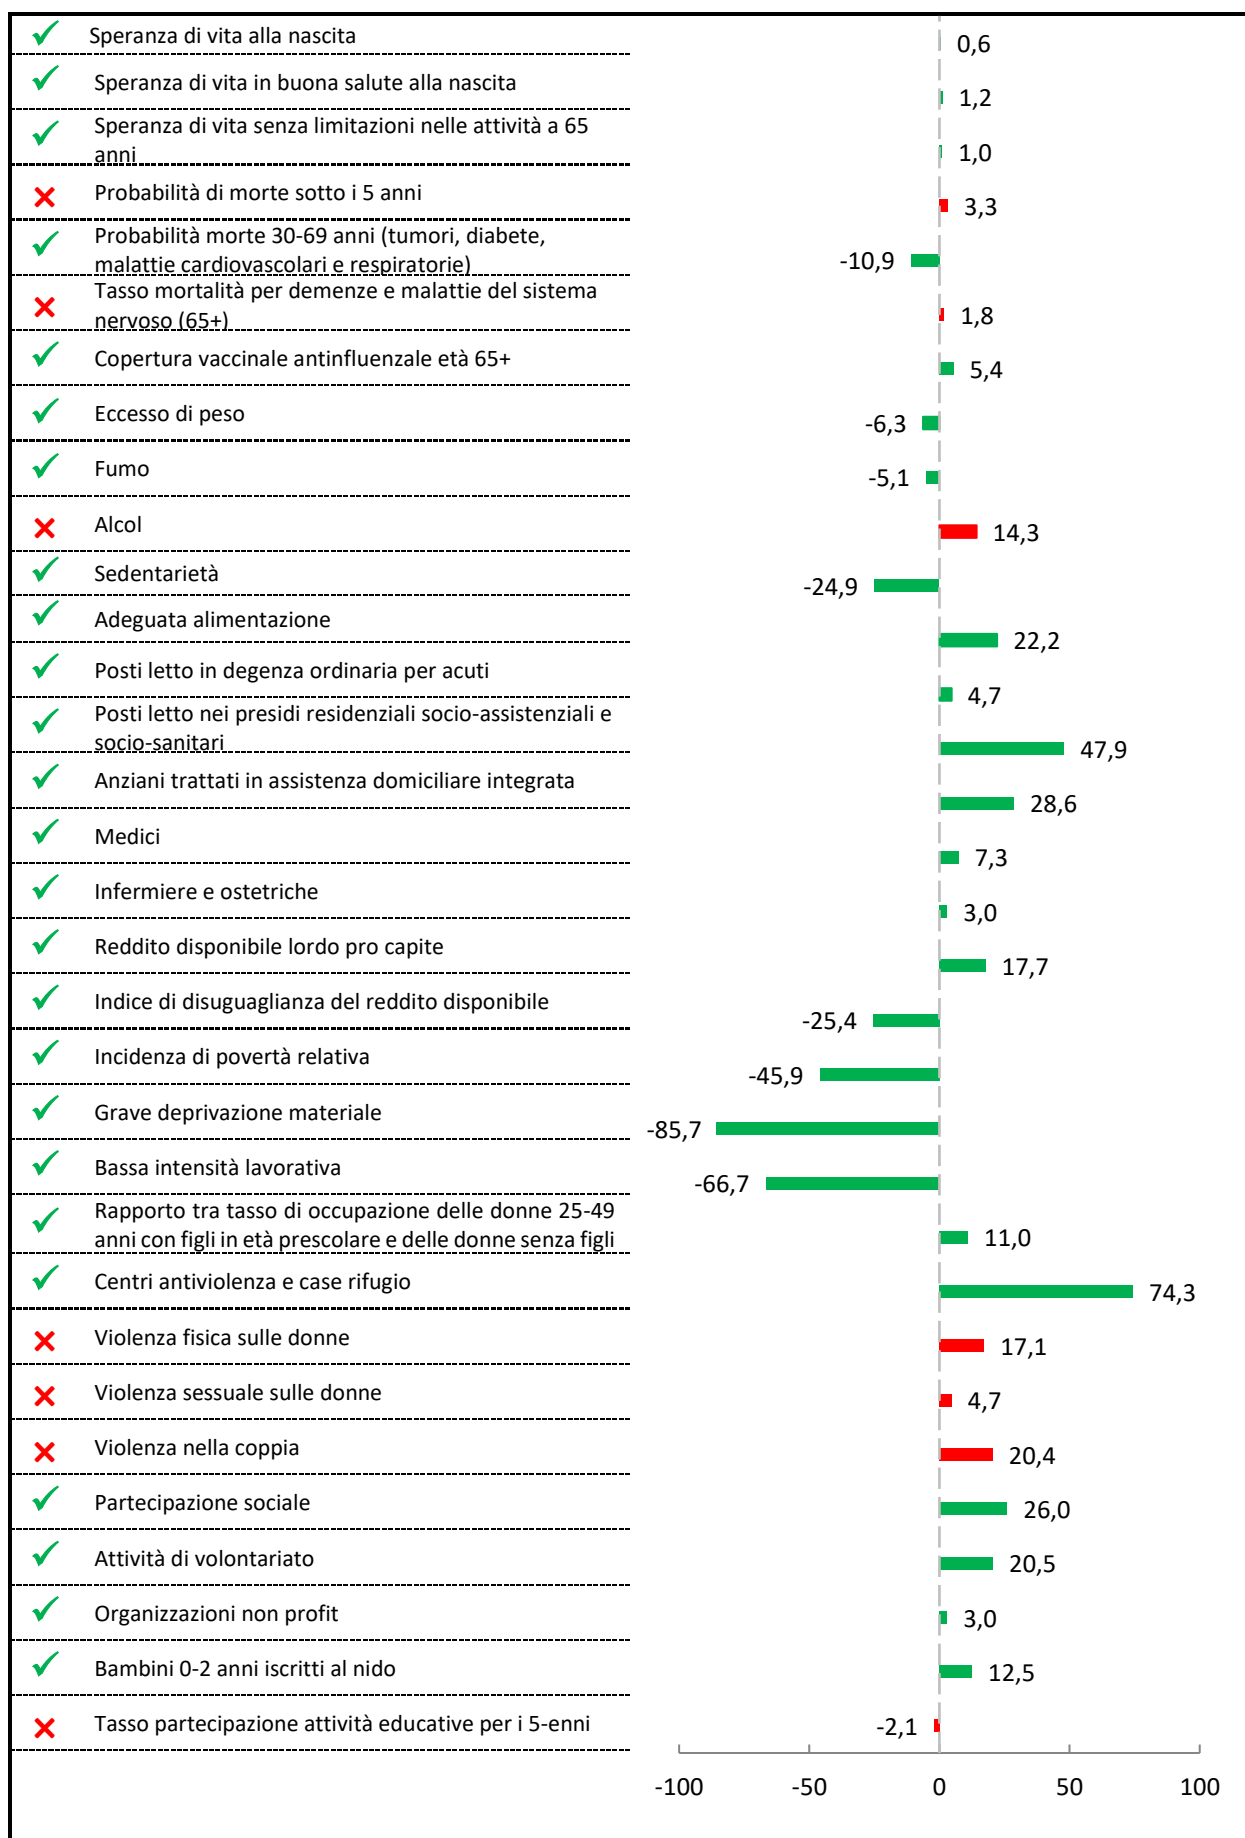 Speranza di vita alla nascita
0,6
Speranza di vita in buona salute alla nascita
1,2
Speranza di vita senza limitazioni nelle attività a 65
anni
1,0
Probabilità di morte sotto i 5 anni
3,3
Probabilità morte 30-69 anni (tumori, diabete,
malattie cardiovascolari e respiratorie)
-10,9
Tasso mortalità per demenze e malattie del sistema
nervoso (65+)
1,8
Copertura vaccinale antinfluenzale età 65+
5,4
Eccesso di peso
-6,3
Fumo
-5,1
Alcol
14,3
Sedentarietà
-24,9
Adeguata alimentazione
22,2
Posti letto in degenza ordinaria per acuti
4,7
Posti letto nei presidi residenziali socio-assistenziali e
socio-sanitari
47,9
Anziani trattati in assistenza domiciliare integrata
28,6
Medici
7,3
Infermiere e ostetriche
3,0
Reddito disponibile lordo pro capite
17,7
Indice di disuguaglianza del reddito disponibile
-25,4
Incidenza di povertà relativa
-45,9
Grave deprivazione materiale
-85,7
Bassa intensità lavorativa
-66,7
Rapporto tra tasso di occupazione delle donne 25-49
anni con figli in età prescolare e delle donne senza figli
11,0
Centri antiviolenza e case rifugio
74,3
Violenza fisica sulle donne
17,1
Violenza sessuale sulle donne
4,7
Violenza nella coppia
20,4
Partecipazione sociale
26,0
Attività di volontariato
20,5
Organizzazioni non profit
3,0
Bambini 0-2 anni iscritti al nido
12,5
Tasso partecipazione attività educative per i 5-enni
-2,1
-100 -50 0 50 100